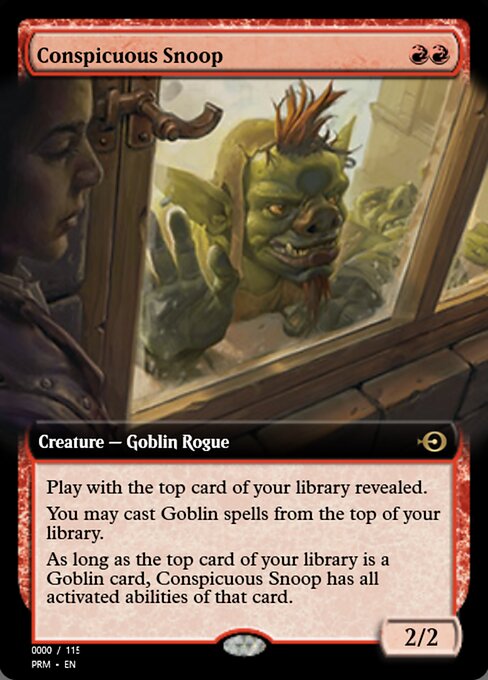 Conspicuous Snoop
Creature — Goblin Rogue
Play with the top card of your library revealed.
You may cast Goblin spells from the top of your
library.
As long as the top card of your library is a
Goblin card, Conspicuous Snoop has all
activated abilities of that card.
2/2
0000 / 115
PRM • EN